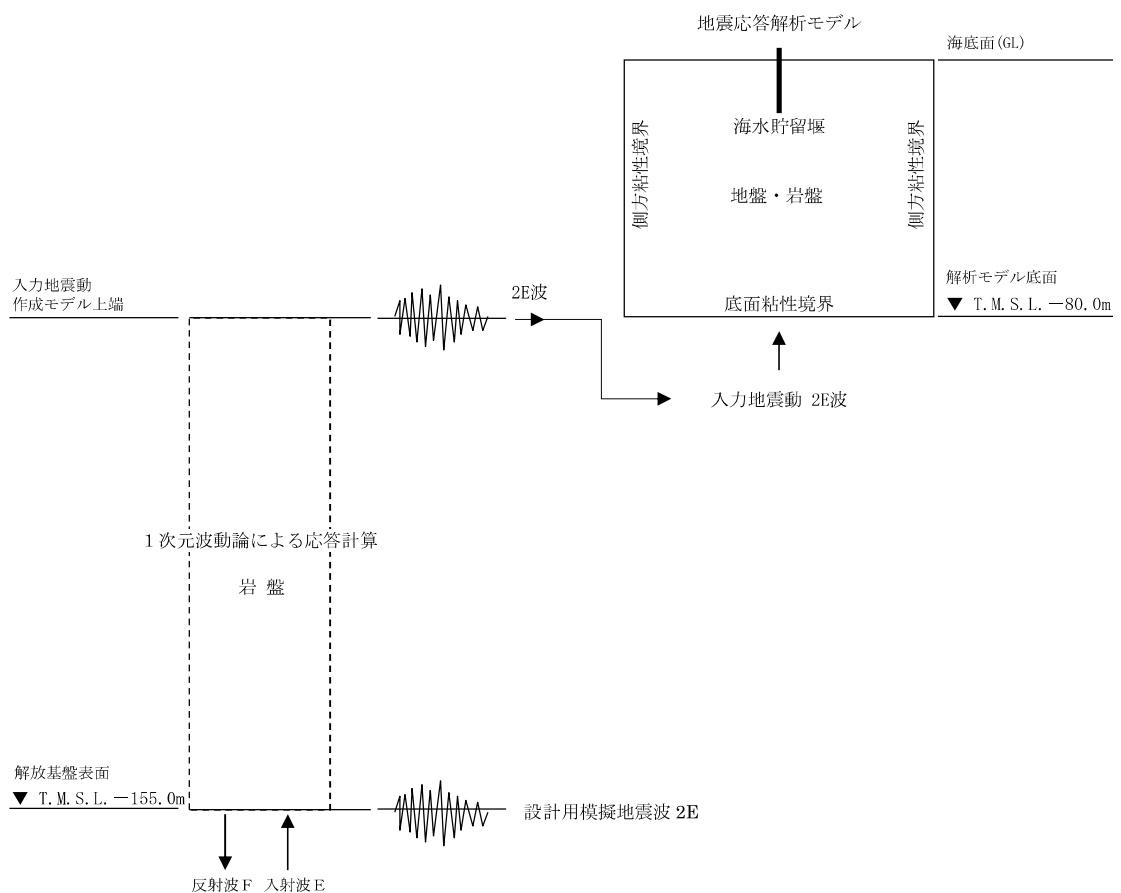 地震応答解析モデル
海底面(GL)
側方粘性境界
海水貯留堰
地盤・岩盤
側方粘性境界
底面粘性境界
解析モデル底面
▼ T.M.S.L.－80.0m
入力地震動
作成モデル上端
2E波
入力地震動 2E波
1次元波動論による応答計算
岩 盤
解放基盤表面
▼ T.M.S.L.－155.0m
設計用模擬地震波 2E
反射波F 入射波E